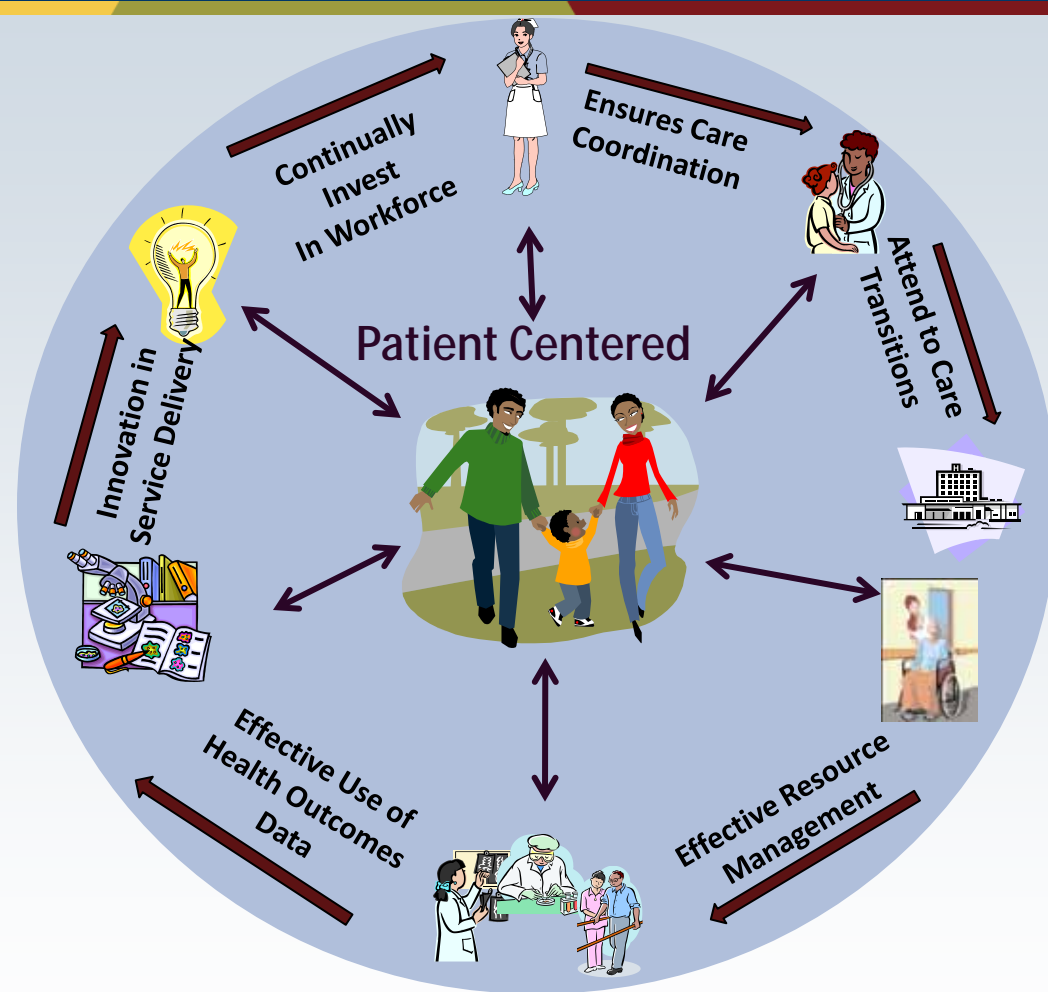 Continually
Invest
In Workforce
Ensures Care
Coordination
Attend to Care
Transitions
Patient Centered
Innovation in
Service Delivery
Effective Resource
Management
Effective Use of
Health Outcomes
Data